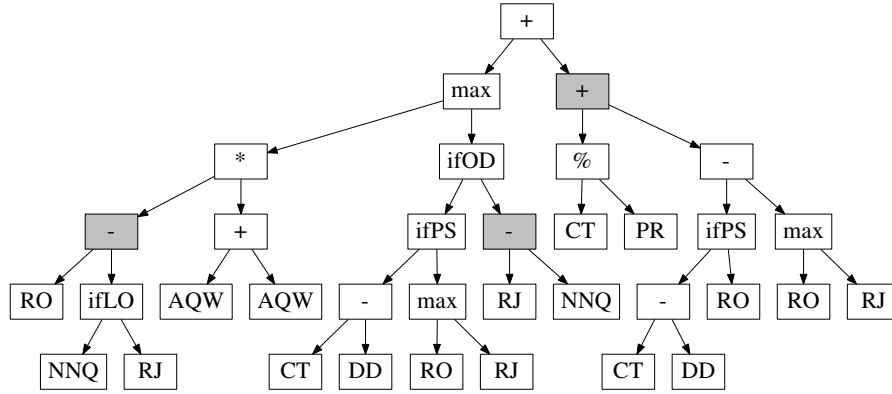 +
max +
* ifOD % -
- + ifPS - CT PR ifPS max
RO ifLO AQW AQW - max RJ NNQ - RO RO RJ
NNQ RJ CT DD RO RJ CT DD